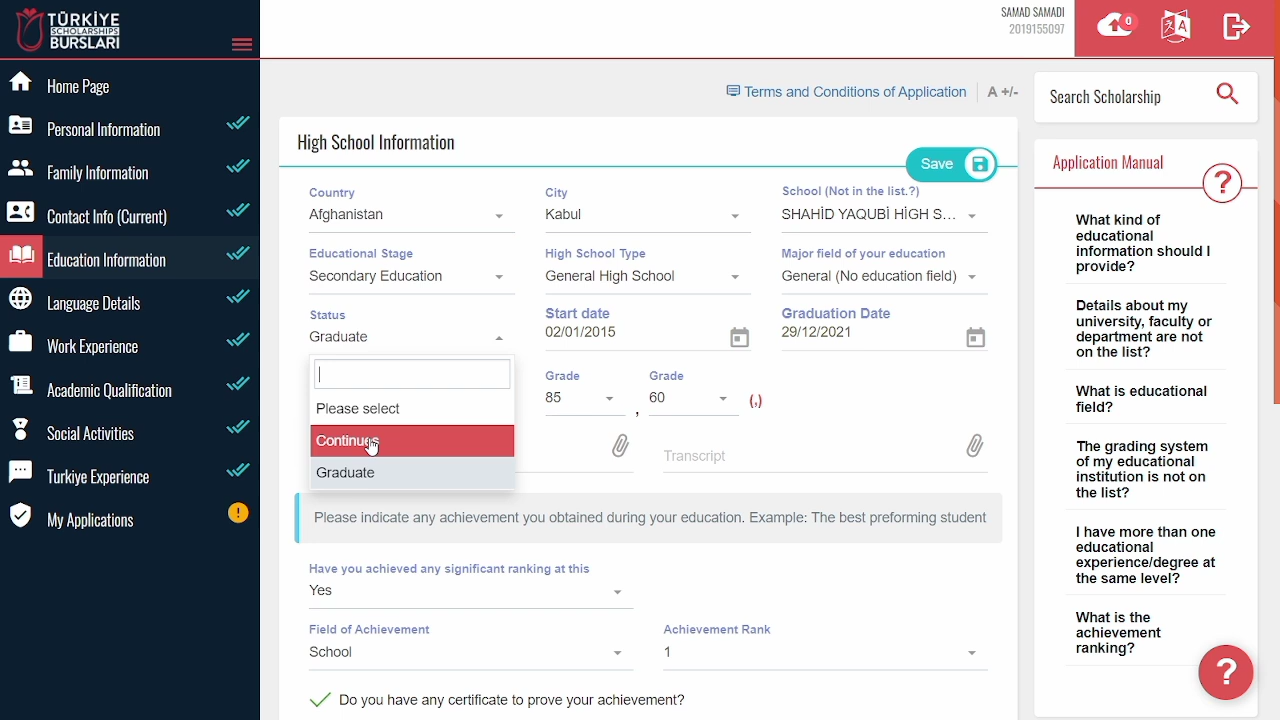 TÜRKİYE
SCHOLARSHIPS
BURSLARI
SAMAD SAMADI
2019155097
0
Home Page
Personal Information
Family Information
Contact Info (Current)
Education Information
Language Details
Work Experience
Academic Qualification
Social Activities
Turkiye Experience
My Applications
!
Terms and Conditions of Application
A +/-
High School Information
Save
Country
City
School (Not in the list.?)
Afghanistan
Kabul
SHAHİD YAQUBİ HİGH S...
Educational Stage
High School Type
Major field of your education
Secondary Education
General High School
General (No education field)
Status
Start date
Graduation Date
Graduate
02/01/2015
29/12/2021
Please select
Continues
Graduate
Grade
Grade
85
,
60
(,)
Transcript
Please indicate any achievement you obtained during your education. Example: The best preforming student
Have you achieved any significant ranking at this
Yes
Field of Achievement
Achievement Rank
School
1
Do you have any certificate to prove your achievement?
Search Scholarship
Application Manual
?
What kind of
educational
information should I
provide?
Details about my
university, faculty or
department are not
on the list?
What is educational
field?
The grading system
of my educational
institution is not on
the list?
I have more than one
educational
experience/degree at
the same level?
What is the
achievement
ranking?
?